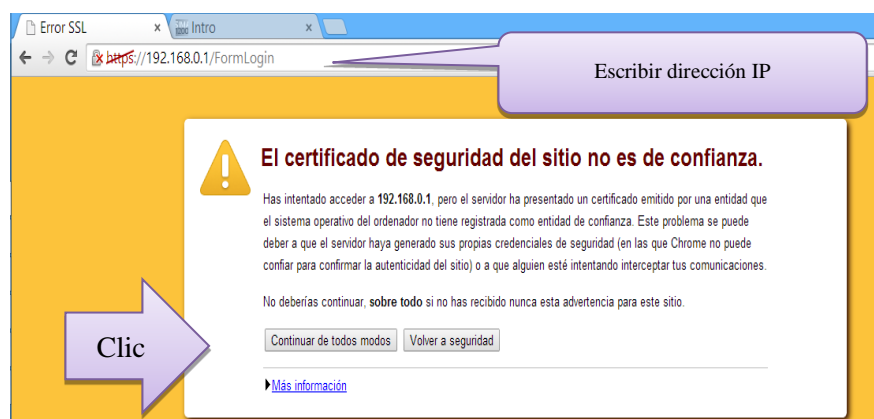 Error SSL
Intro
https://192.168.0.1/FormLogin
Escribir dirección IP
El certificado de seguridad del sitio no es de confianza.
Has intentado acceder a 192.168.0.1, pero el servidor ha presentado un certificado emitido por una entidad que
el sistema operativo del ordenador no tiene registrada como entidad de confianza. Este problema se puede
deber a que el servidor haya generado sus propias credenciales de seguridad (en las que Chrome no puede
confiar para confirmar la autenticidad del sitio) o a que alguien esté intentando interceptar tus comunicaciones.
No deberías continuar, sobre todo si no has recibido nunca esta advertencia para este sitio.
Clic
Continuar de todos modos Volver a seguridad
Más información